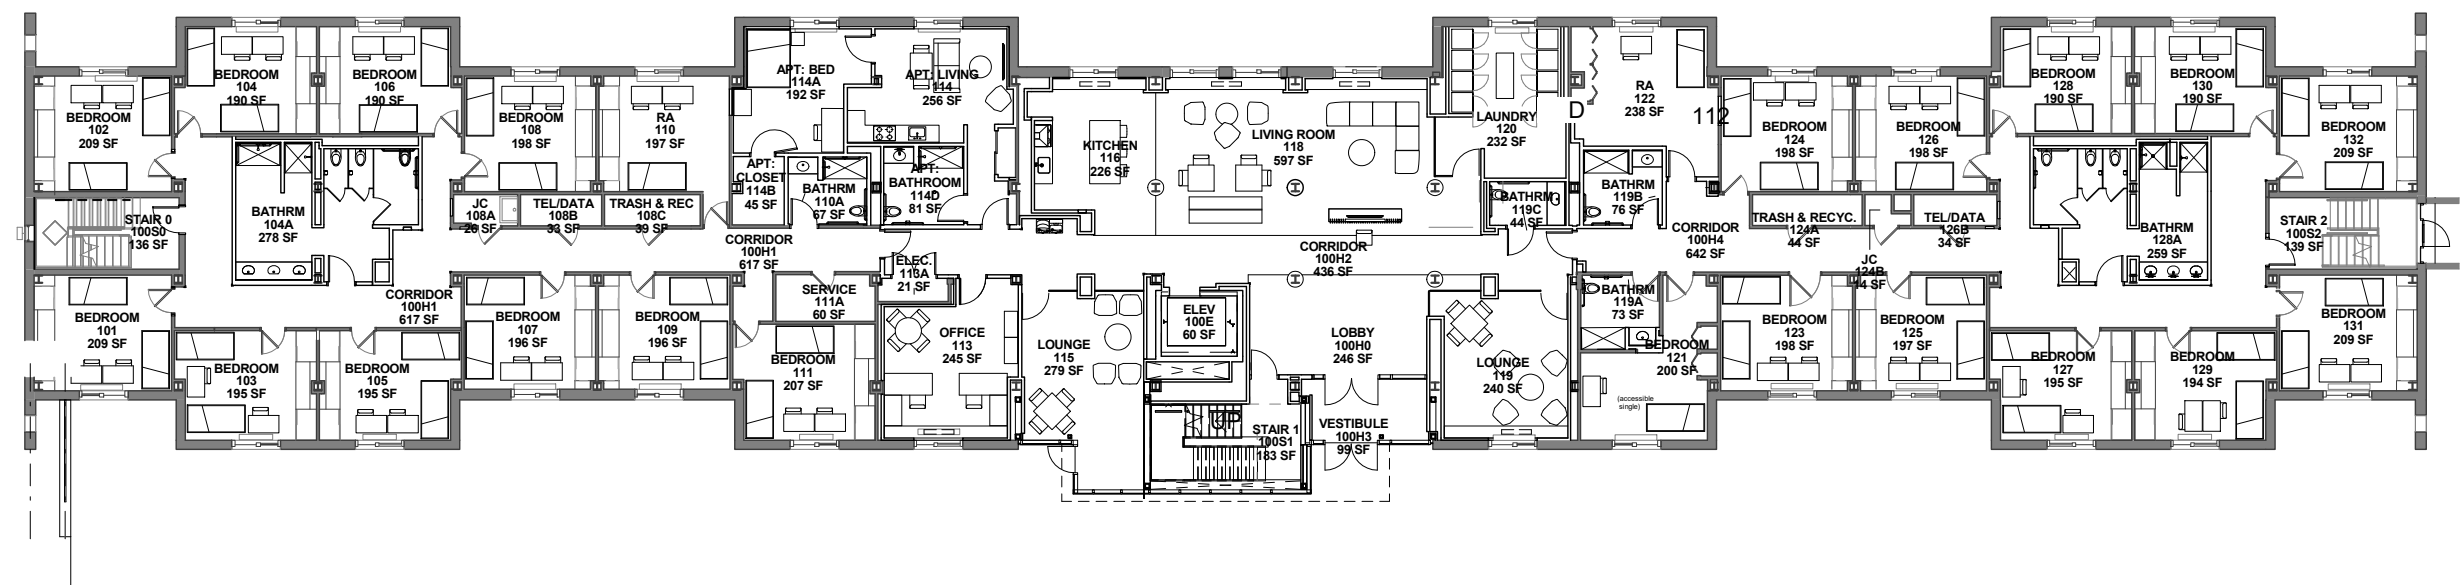 BEDROOM
104
190 SF
BEDROOM
106
190 SF
APT: BED
114A
192 SF
APT: LIVING
114
256 SF
BEDROOM
128
190 SF
BEDROOM
130
190 SF
BEDROOM
102
209 SF
BEDROOM
108
198 SF
RA
110
197 SF
KITCHEN
116
226 SF
LIVING ROOM
118
597 SF
LAUNDRY
120
232 SF
D
RA
122
238 SF
112
BEDROOM
124
198 SF
BEDROOM
126
198 SF
BEDROOM
132
209 SF
APT:
CLOSET
114B
45 SF
BATHRM
110A
67 SF
APT:
BATHROOM
114D
81 SF
BATHRM
119C
44 SF
BATHRM
119B
76 SF
STAIR 0
100S0
136 SF
BATHRM
104A
278 SF
JC
108A
26 SF
TEL/DATA
108B
33 SF
TRASH & REC
108C
39 SF
CORRIDOR
100H1
617 SF
CORRIDOR
100H2
436 SF
CORRIDOR
100H4
642 SF
TRASH & RECYC.
124A
44 SF
JC
124B
14 SF
TEL/DATA
126B
34 SF
BATHRM
128A
259 SF
STAIR 2
100S2
139 SF
ELEC.
113A
21 SF
CORRIDOR
100H1
617 SF
SERVICE
111A
60 SF
BATHRM
119A
73 SF
BEDROOM
101
209 SF
BEDROOM
107
196 SF
BEDROOM
109
196 SF
OFFICE
113
245 SF
LOUNGE
115
279 SF
ELEV
100E
60 SF
LOBBY
100H0
246 SF
LOUNGE
119
240 SF
BEDROOM
121
200 SF
(accessible
single)
BEDROOM
123
198 SF
BEDROOM
125
197 SF
BEDROOM
131
209 SF
BEDROOM
103
195 SF
BEDROOM
105
195 SF
BEDROOM
111
207 SF
BEDROOM
127
195 SF
BEDROOM
129
194 SF
UP
STAIR 1
100S1
183 SF
VESTIBULE
100H3
99 SF